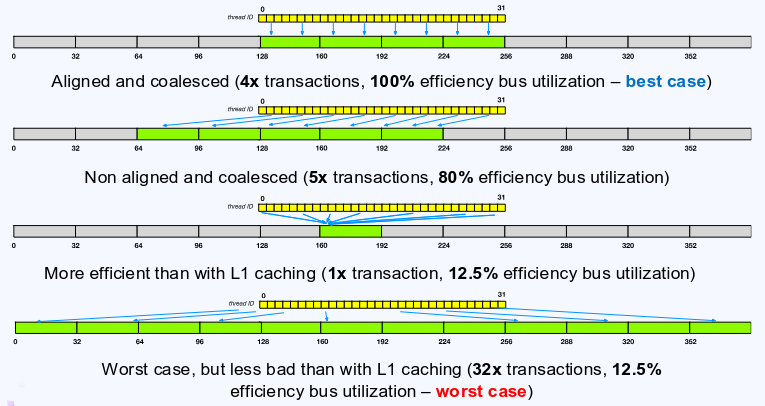 0 31
thread ID
0 32 64 96 128 160 192 224 256 288 320 352
Aligned and coalesced (4x transactions, 100% efficiency bus utilization – best case)
0 31
thread ID
0 32 64 96 128 160 192 224 256 288 320 352
Non aligned and coalesced (5x transactions, 80% efficiency bus utilization)
0 31
thread ID
0 32 64 96 128 160 192 224 256 288 320 352
More efficient than with L1 caching (1x transaction, 12.5% efficiency bus utilization)
0 31
thread ID
0 32 64 96 128 160 192 224 256 288 320 352
Worst case, but less bad than with L1 caching (32x transactions, 12.5%
efficiency bus utilization – worst case)